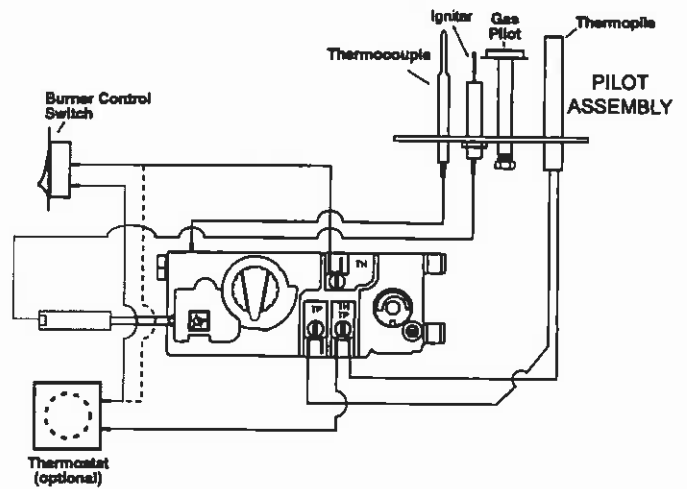 Ignitor
Gas
Pilot
Thermopile
Thermocouple
PILOT
ASSEMBLY
Burner Control
Switch
TH
TP
TH
TP
Thermostat
(optional)